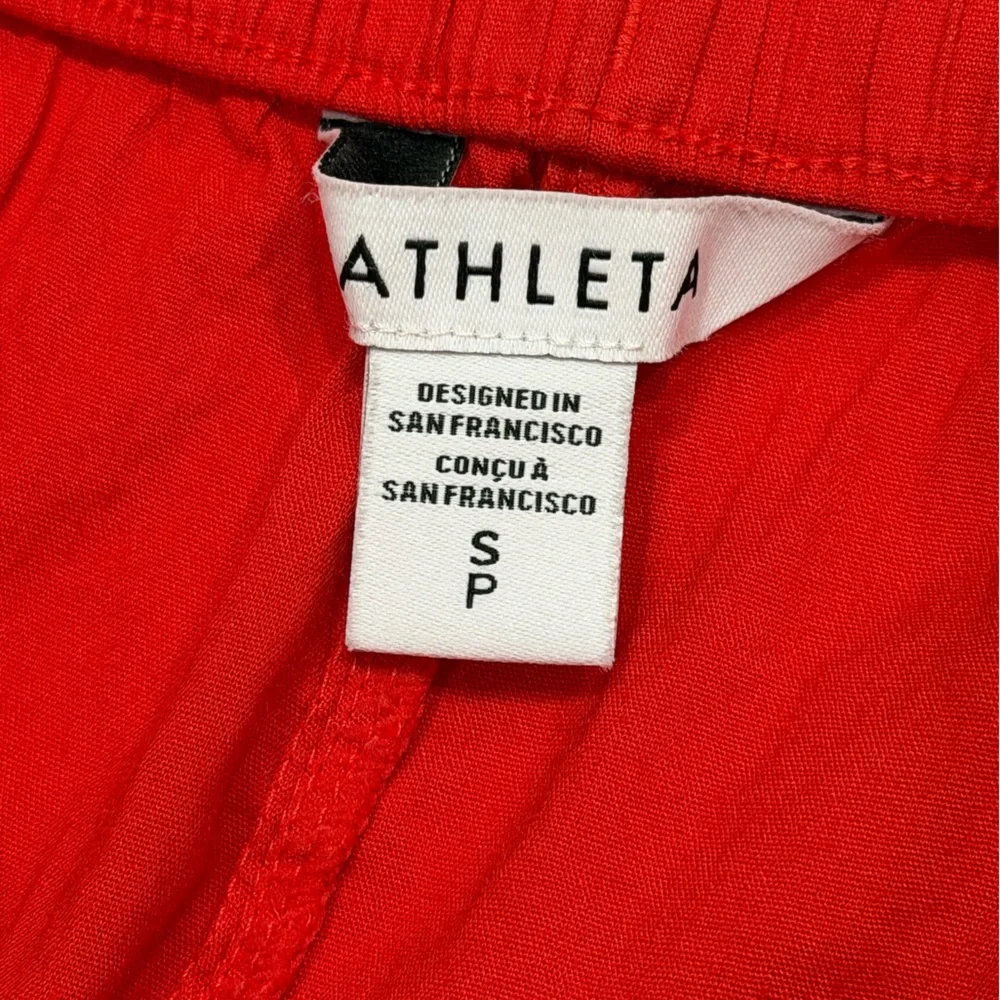 ATHLETA
DESIGNED IN
SAN FRANCISCO
CONÇU À
SAN FRANCISCO
S
P